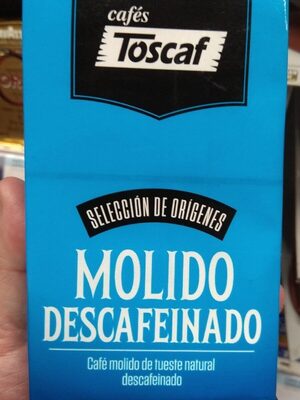 cafés
Toscaf
SELECCIÓN DE ORÍGENES
MOLIDO
DESCAFEINADO
Café molido de tueste natural
descafeinado